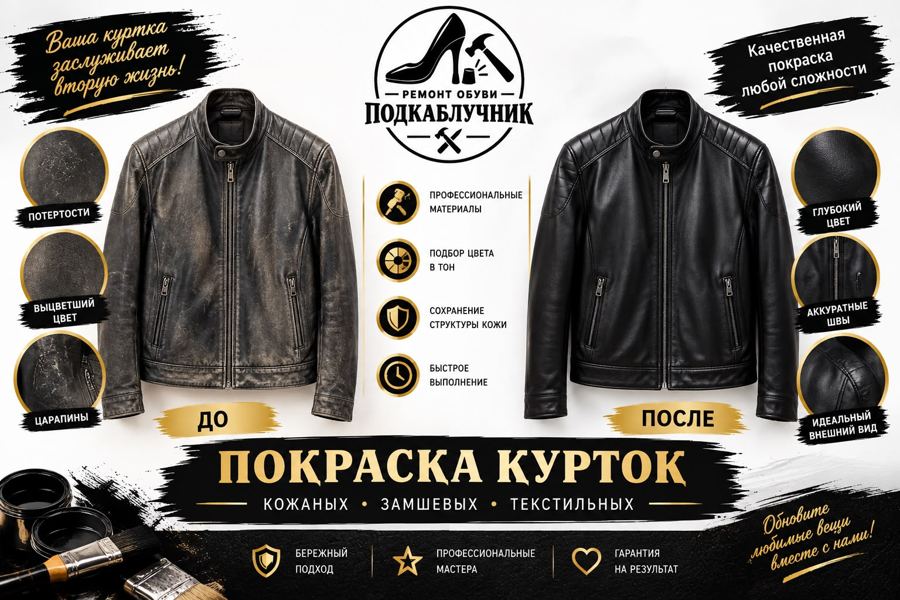 Ваша куртка
заслуживает
вторую жизнь!
РЕМОНТ ОБУВИ
ПОДКАБЛУЧНИК
Качественная
покраска
любой сложности
ПОТЕРТОСТИ
ВЫЦВЕТШИЙ
ЦВЕТ
ЦАРАПИНЫ
ПРОФЕССИОНАЛЬНЫЕ
МАТЕРИАЛЫ
ПОДБОР ЦВЕТА
В ТОН
СОХРАНЕНИЕ
СТРУКТУРЫ КОЖИ
БЫСТРОЕ
ВЫПОЛНЕНИЕ
ГЛУБОКИЙ
ЦВЕТ
АККУРАТНЫЕ
ШВЫ
ИДЕАЛЬНЫЙ
ВНЕШНИЙ ВИД
ДО
ПОСЛЕ
ПОКРАСКА КУРТОК
КОЖАНЫХ • ЗАМШЕВЫХ • ТЕКСТИЛЬНЫХ
БЕРЕЖНЫЙ
ПОДХОД
ПРОФЕССИОНАЛЬНЫЕ
МАСТЕРА
ГАРАНТИЯ
НА РЕЗУЛЬТАТ
Обновите
любимые вещи
вместе с нами!